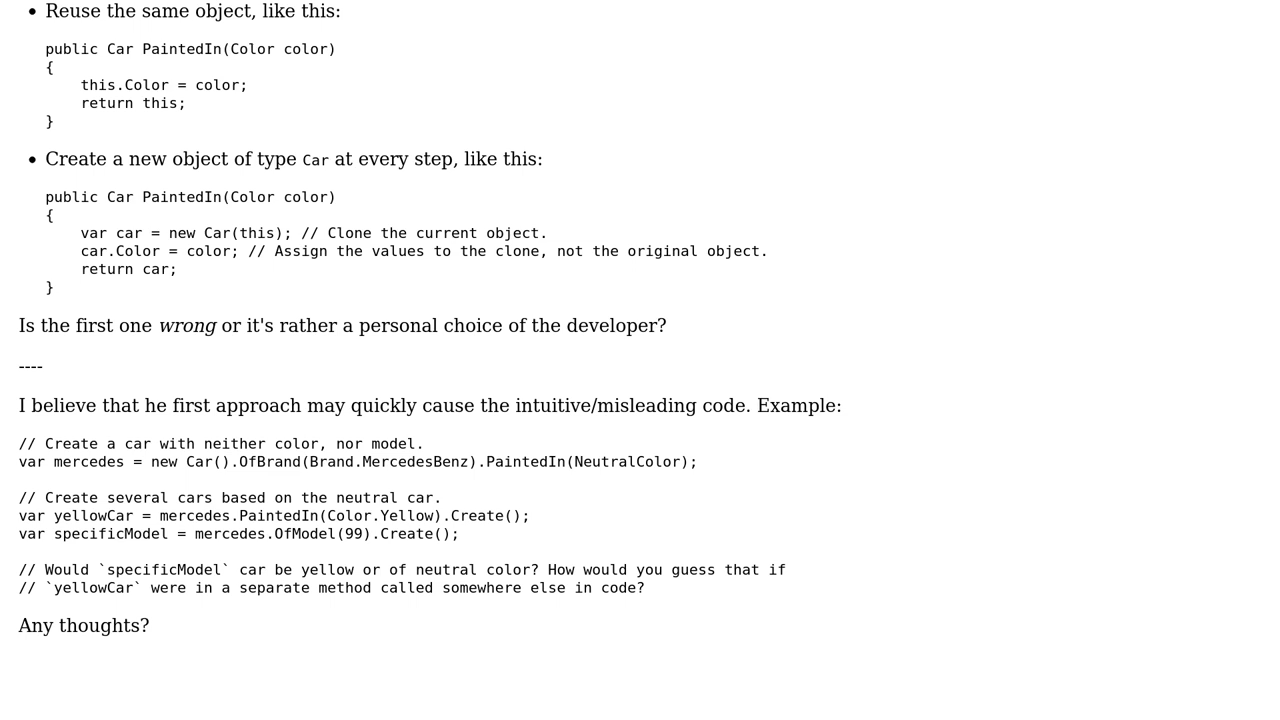 • Reuse the same object, like this:
public Car PaintedIn(Color color)
{
    this.Color = color;
    return this;
}
• Create a new object of type Car at every step, like this:
public Car PaintedIn(Color color)
{
    var car = new Car(this); // Clone the current object.
    car.Color = color; // Assign the values to the clone, not the original object.
    return car;
}
Is the first one wrong or it's rather a personal choice of the developer?
----
I believe that he first approach may quickly cause the intuitive/misleading code. Example:
// Create a car with neither color, nor model.
var mercedes = new Car().OfBrand(Brand.MercedesBenz).PaintedIn(NeutralColor);
// Create several cars based on the neutral car.
var yellowCar = mercedes.PaintedIn(Color.Yellow).Create();
var specificModel = mercedes.OfModel(99).Create();
// Would `specificModel` car be yellow or of neutral color? How would you guess that if
// `yellowCar` were in a separate method called somewhere else in code?
Any thoughts?